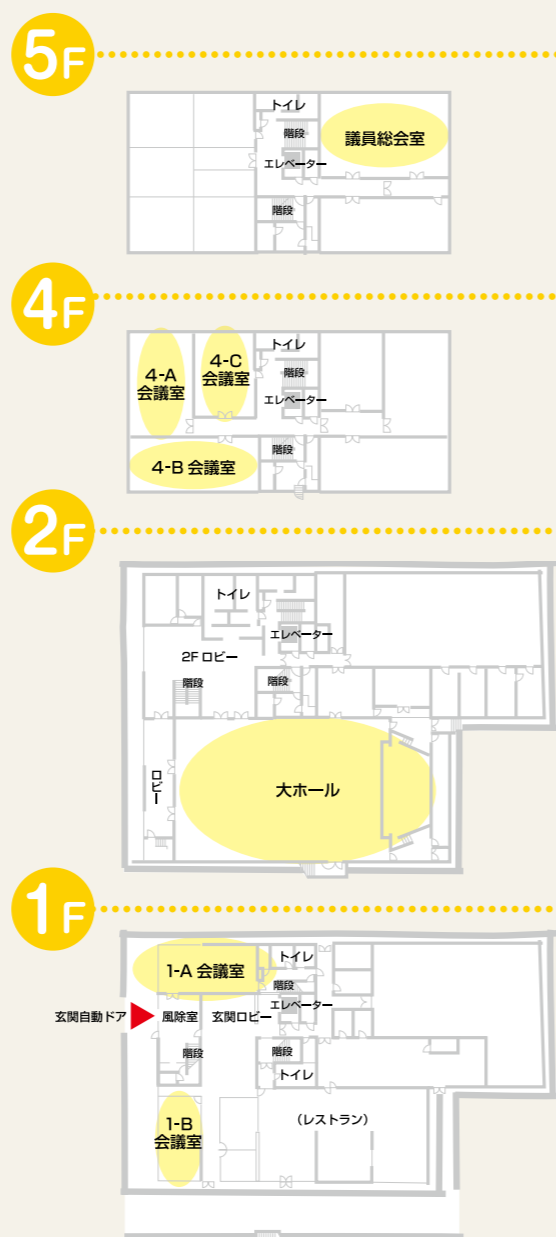 5F
トイレ
階段
議員総会室
エレベーター
階段
4F
トイレ
4-A
会議室
4-C
会議室
階段
エレベーター
階段
4-B 会議室
2F
トイレ
エレベーター
2F ロビー
階段
階段
ロビー
大ホール
1F
トイレ
1-A 会議室
階段
エレベーター
玄関自動ドア
風除室
玄関ロビー
階段
階段
トイレ
1-B
会議室
（レストラン）